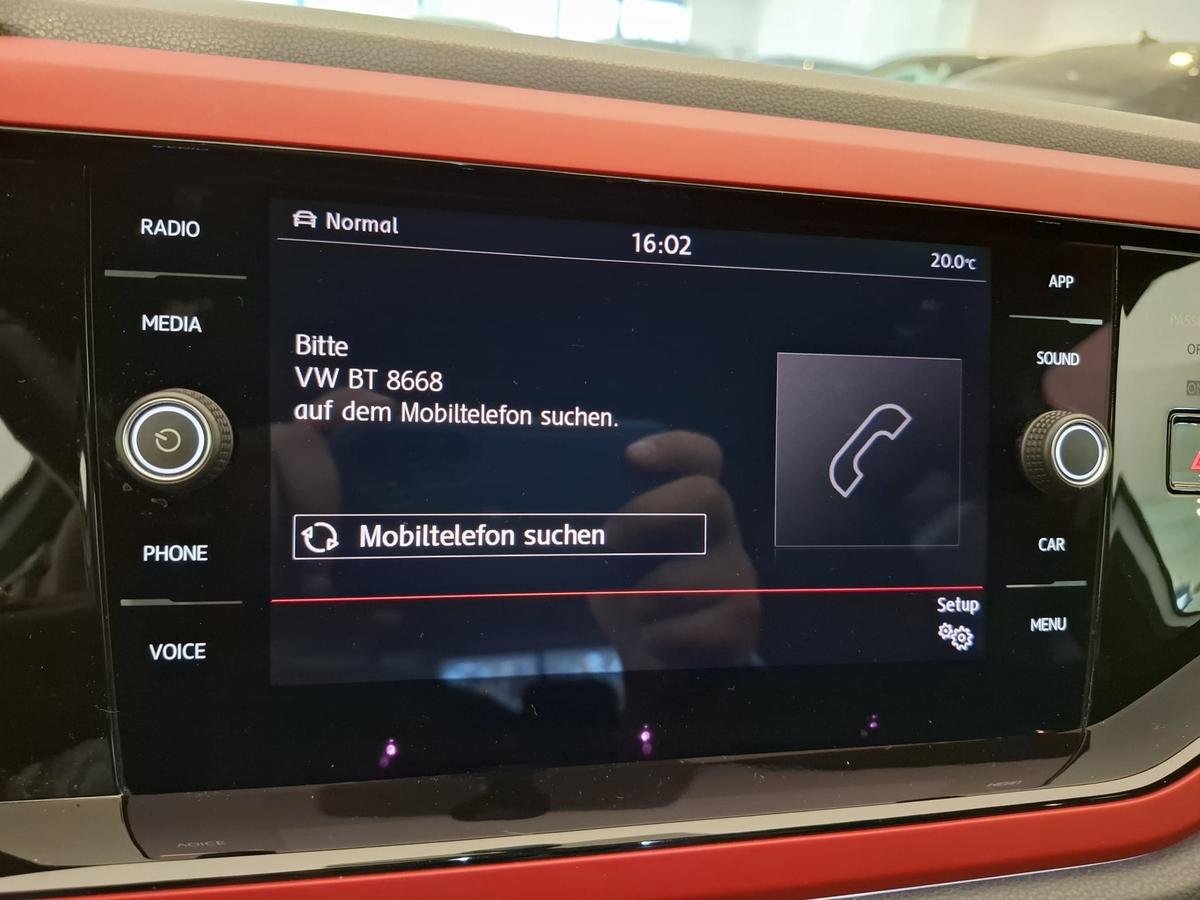 RADIO
MEDIA
PHONE
VOICE
Normal
16:02
20.0°C
Bitte
VW BT 8668
auf dem Mobiltelefon suchen.
Mobiltelefon suchen
Setup
APP
SOUND
CAR
MENU